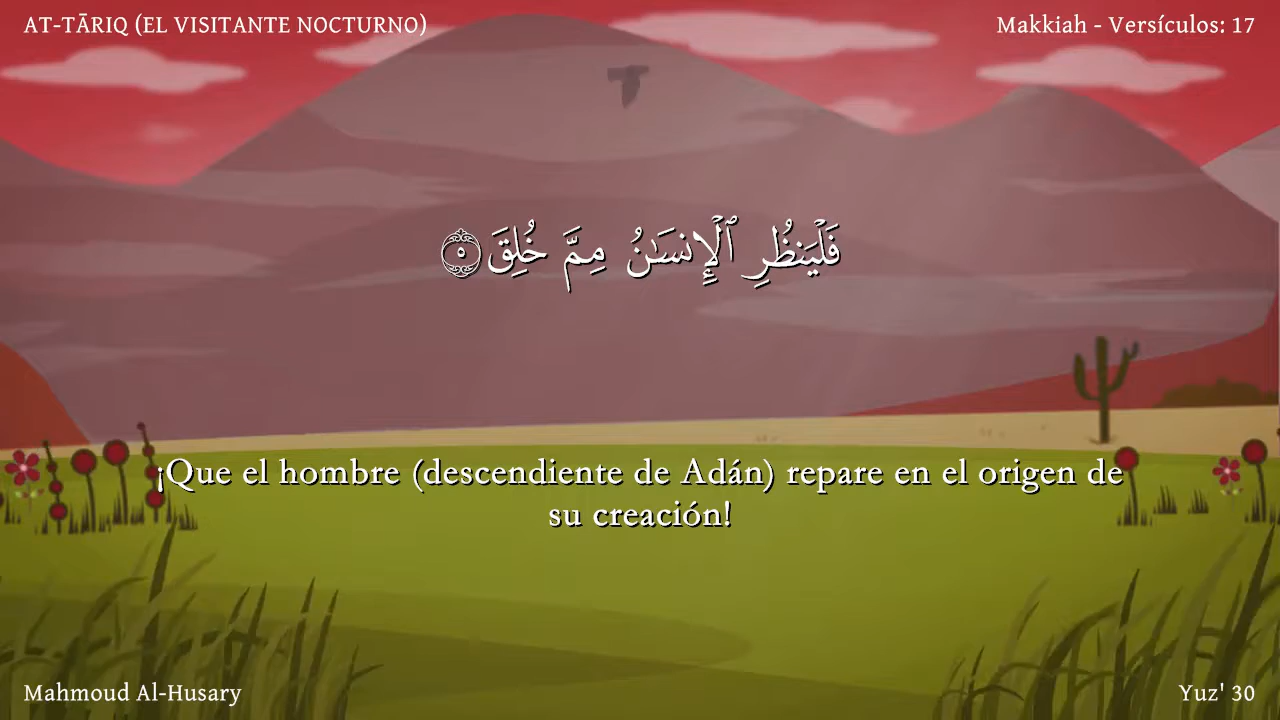 AT-TĀRIQ (EL VISITANTE NOCTURNO)
Makkiah - Versículos: 17
فَلْيَنظُرِ ٱلْإِنسَـٰنُ مِمَّ خُلِقَ ٥
¡Que el hombre (descendiente de Adán) repare en el origen de
su creación!
Mahmoud Al-Husary
Yuz' 30